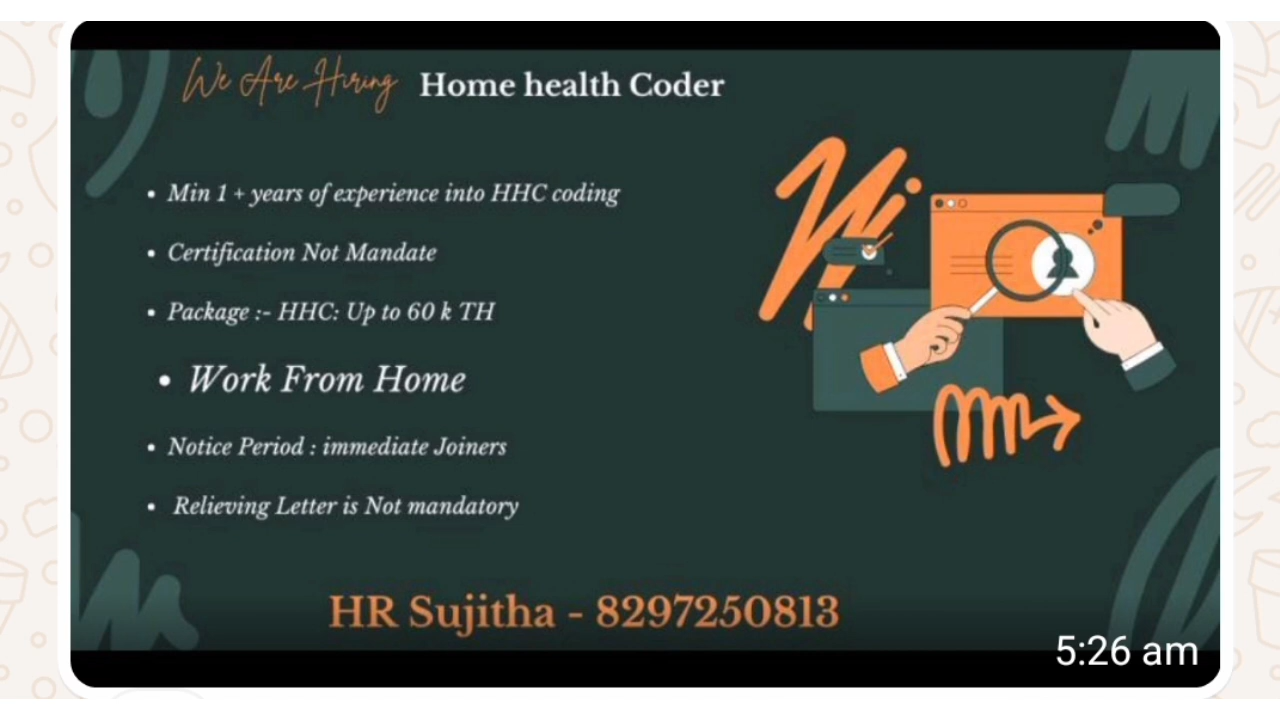 We Are Hiring Home health Coder
• Min 1 + years of experience into HHC coding
• Certification Not Mandate
• Package :- HHC: Up to 60 k TH
• Work From Home
• Notice Period : immediate Joiners
• Relieving Letter is Not mandatory
HR Sujitha - 8297250813
5:26 am